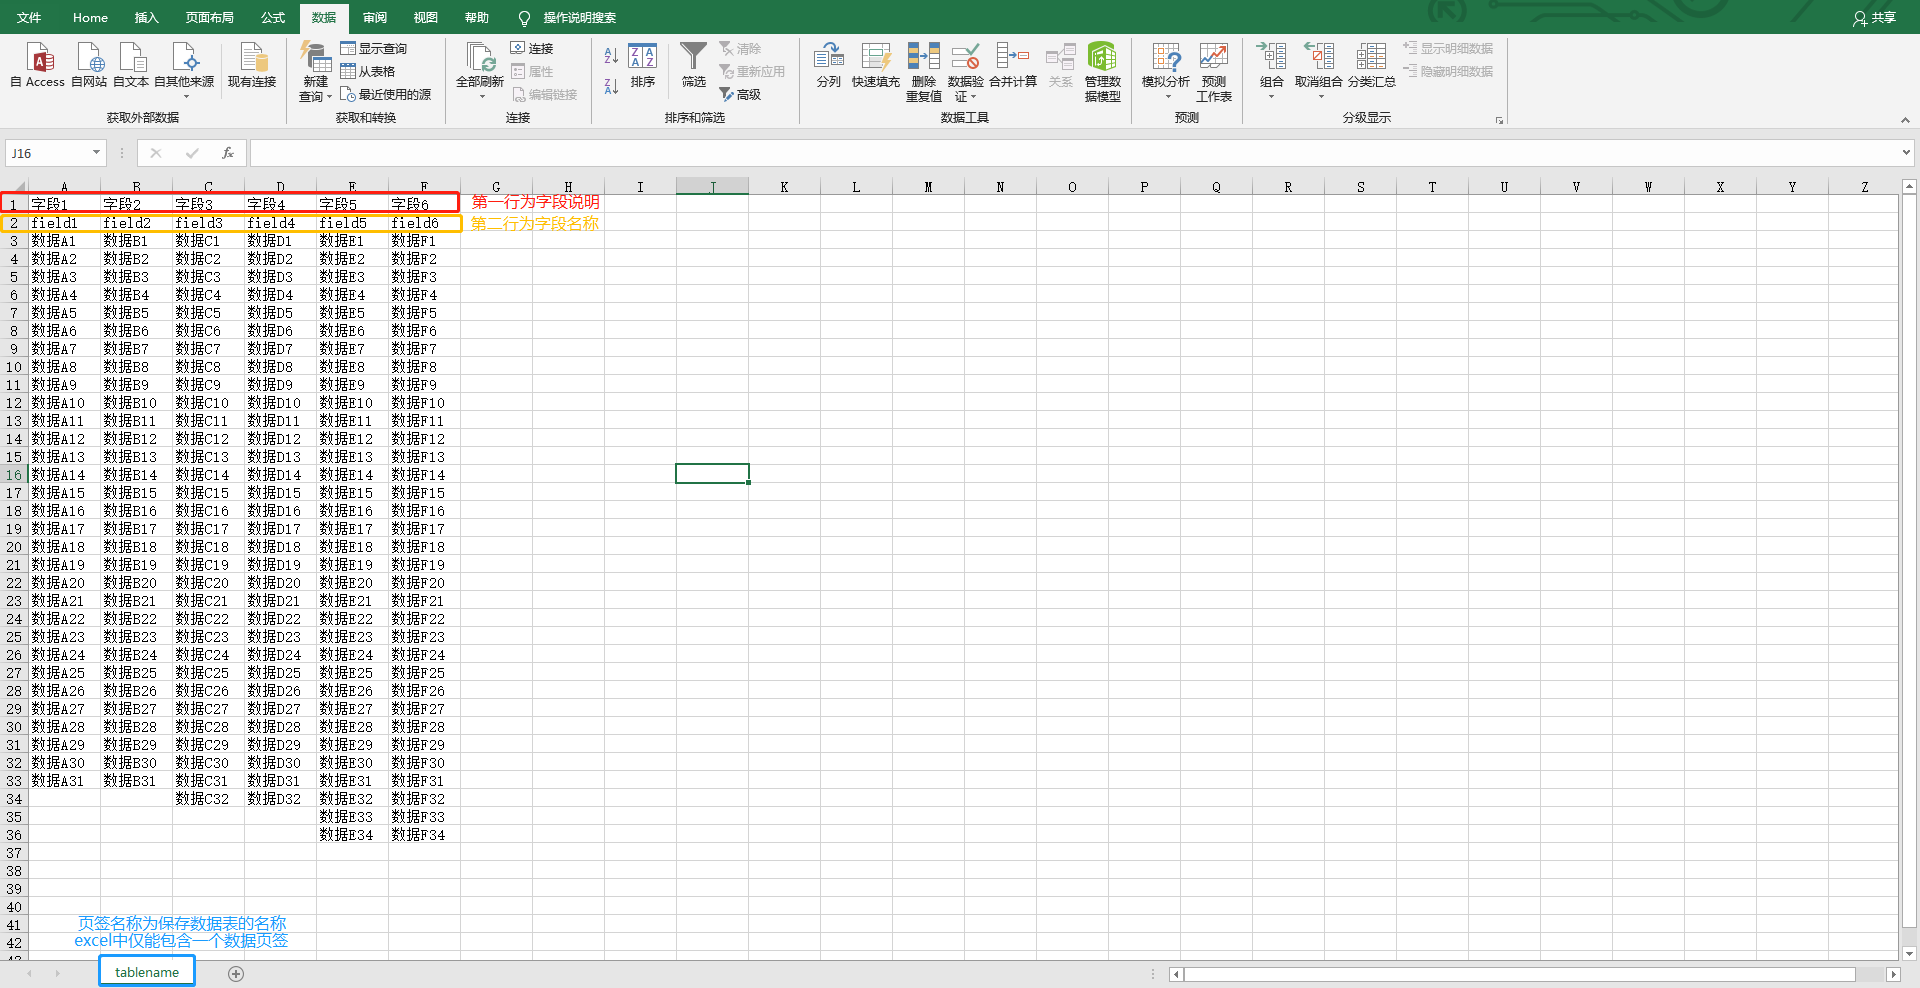 文件 Home 插入 页面布局 公式 数据 审阅 视图 帮助 操作说明搜索 共享
自 Access 自网站 自文本 自其他来源 现有连接 新建查询 显示查询 从表格 最近使用的源 全部刷新 连接 属性 编辑链接 排序 筛选 清除 重新应用 高级 分列 快速填充 删除重复值 数据验证 合并计算 关系 管理数据模型 模拟分析 预测工作表 组合 取消组合 分类汇总 显示明细数据 隐藏明细数据
获取外部数据 获取和转换 连接 排序和筛选 数据工具 预测 分级显示
J16 fx
A B C D E F G H I J K L M N O P Q R S T U V W X Y Z
1 字段1 字段2 字段3 字段4 字段5 字段6 第一行为字段说明
2 field1 field2 field3 field4 field5 field6 第二行为字段名称
3 数据A1 数据B1 数据C1 数据D1 数据E1 数据F1
4 数据A2 数据B2 数据C2 数据D2 数据E2 数据F2
5 数据A3 数据B3 数据C3 数据D3 数据E3 数据F3
6 数据A4 数据B4 数据C4 数据D4 数据E4 数据F4
7 数据A5 数据B5 数据C5 数据D5 数据E5 数据F5
8 数据A6 数据B6 数据C6 数据D6 数据E6 数据F6
9 数据A7 数据B7 数据C7 数据D7 数据E7 数据F7
10 数据A8 数据B8 数据C8 数据D8 数据E8 数据F8
11 数据A9 数据B9 数据C9 数据D9 数据E9 数据F9
12 数据A10 数据B10 数据C10 数据D10 数据E10 数据F10
13 数据A11 数据B11 数据C11 数据D11 数据E11 数据F11
14 数据A12 数据B12 数据C12 数据D12 数据E12 数据F12
15 数据A13 数据B13 数据C13 数据D13 数据E13 数据F13
16 数据A14 数据B14 数据C14 数据D14 数据E14 数据F14
17 数据A15 数据B15 数据C15 数据D15 数据E15 数据F15
18 数据A16 数据B16 数据C16 数据D16 数据E16 数据F16
19 数据A17 数据B17 数据C17 数据D17 数据E17 数据F17
20 数据A18 数据B18 数据C18 数据D18 数据E18 数据F18
21 数据A19 数据B19 数据C19 数据D19 数据E19 数据F19
22 数据A20 数据B20 数据C20 数据D20 数据E20 数据F20
23 数据A21 数据B21 数据C21 数据D21 数据E21 数据F21
24 数据A22 数据B22 数据C22 数据D22 数据E22 数据F22
25 数据A23 数据B23 数据C23 数据D23 数据E23 数据F23
26 数据A24 数据B24 数据C24 数据D24 数据E24 数据F24
27 数据A25 数据B25 数据C25 数据D25 数据E25 数据F25
28 数据A26 数据B26 数据C26 数据D26 数据E26 数据F26
29 数据A27 数据B27 数据C27 数据D27 数据E27 数据F27
30 数据A28 数据B28 数据C28 数据D28 数据E28 数据F28
31 数据A29 数据B29 数据C29 数据D29 数据E29 数据F29
32 数据A30 数据B30 数据C30 数据D30 数据E30 数据F30
33 数据A31 数据B31 数据C31 数据D31 数据E31 数据F31
34 数据C32 数据D32 数据E32 数据F32
35 数据E33 数据F33
36 数据E34 数据F34
37
38
39
40
41 页签名称为保存数据表的名称
42 excel中仅能包含一个数据页签
tablename